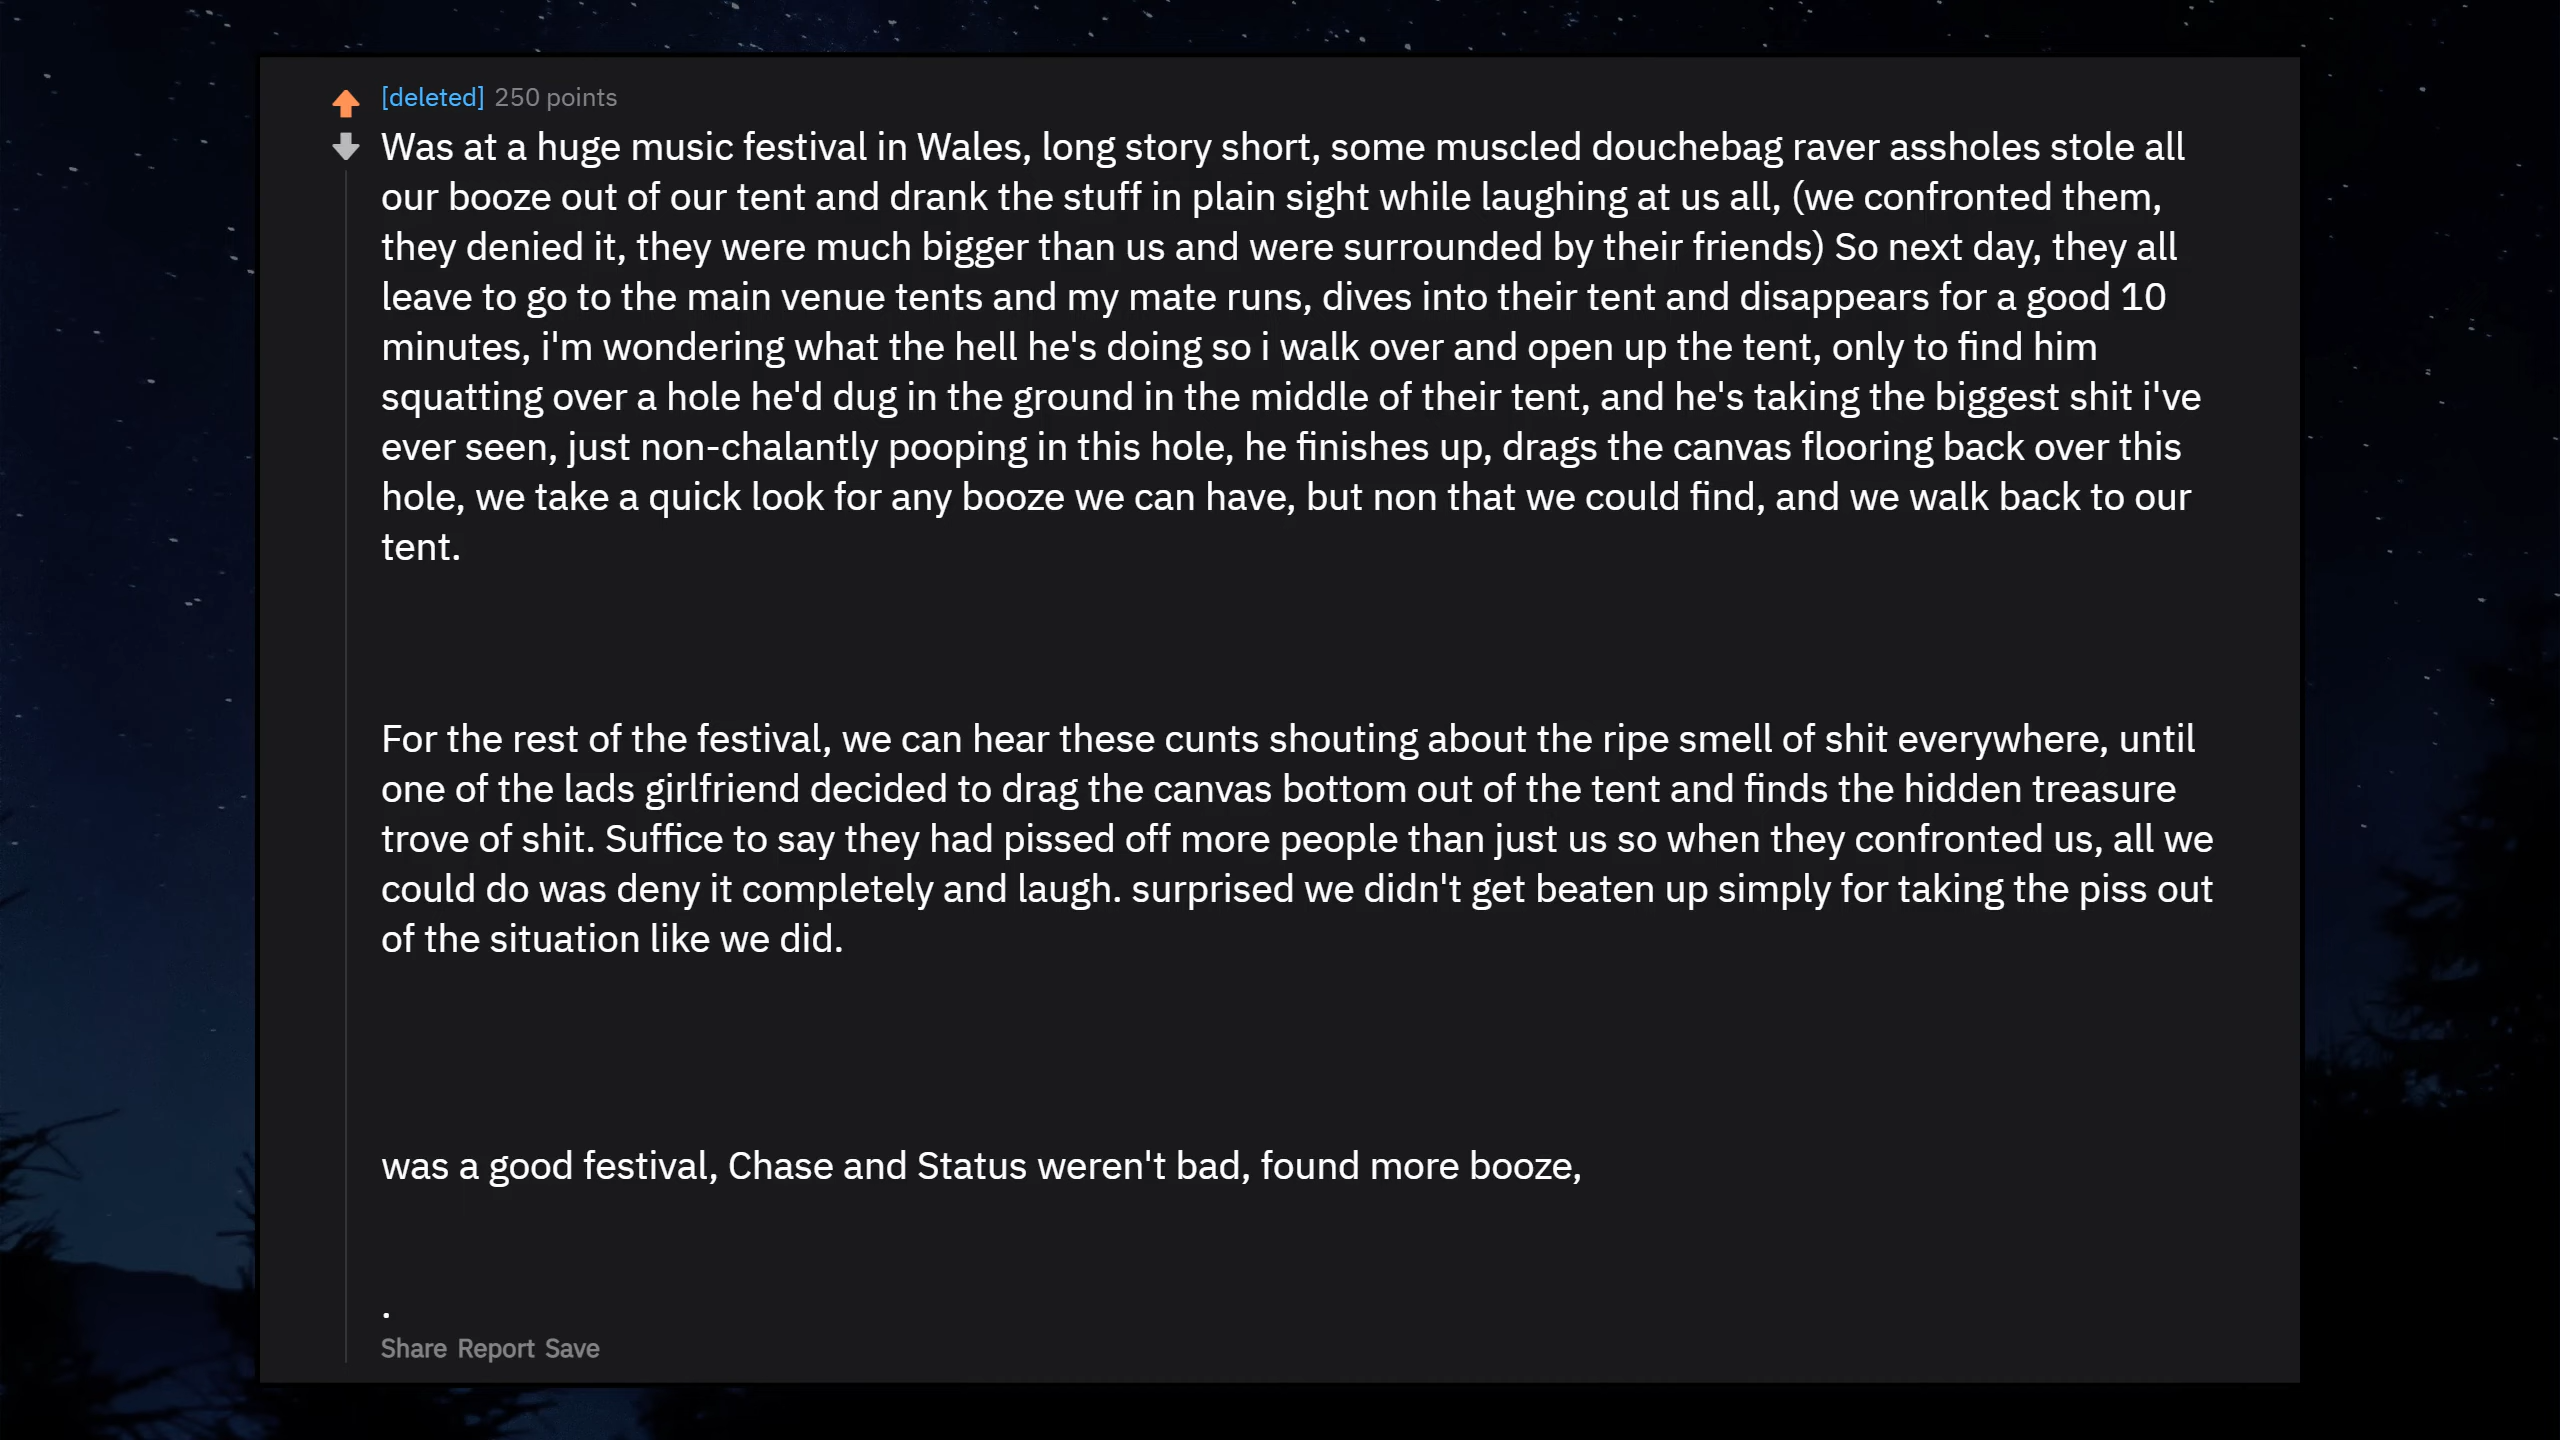 [deleted] 250 points
Was at a huge music festival in Wales, long story short, some muscled douchebag raver assholes stole all
our booze out of our tent and drank the stuff in plain sight while laughing at us all, (we confronted them,
they denied it, they were much bigger than us and were surrounded by their friends) So next day, they all
leave to go to the main venue tents and my mate runs, dives into their tent and disappears for a good 10
minutes, i'm wondering what the hell he's doing so i walk over and open up the tent, only to find him
squatting over a hole he'd dug in the ground in the middle of their tent, and he's taking the biggest shit i've
ever seen, just non-chalantly pooping in this hole, he finishes up, drags the canvas flooring back over this
hole, we take a quick look for any booze we can have, but non that we could find, and we walk back to our
tent.
For the rest of the festival, we can hear these cunts shouting about the ripe smell of shit everywhere, until
one of the lads girlfriend decided to drag the canvas bottom out of the tent and finds the hidden treasure
trove of shit. Suffice to say they had pissed off more people than just us so when they confronted us, all we
could do was deny it completely and laugh. surprised we didn't get beaten up simply for taking the piss out
of the situation like we did.
was a good festival, Chase and Status weren't bad, found more booze,
.
Share Report Save